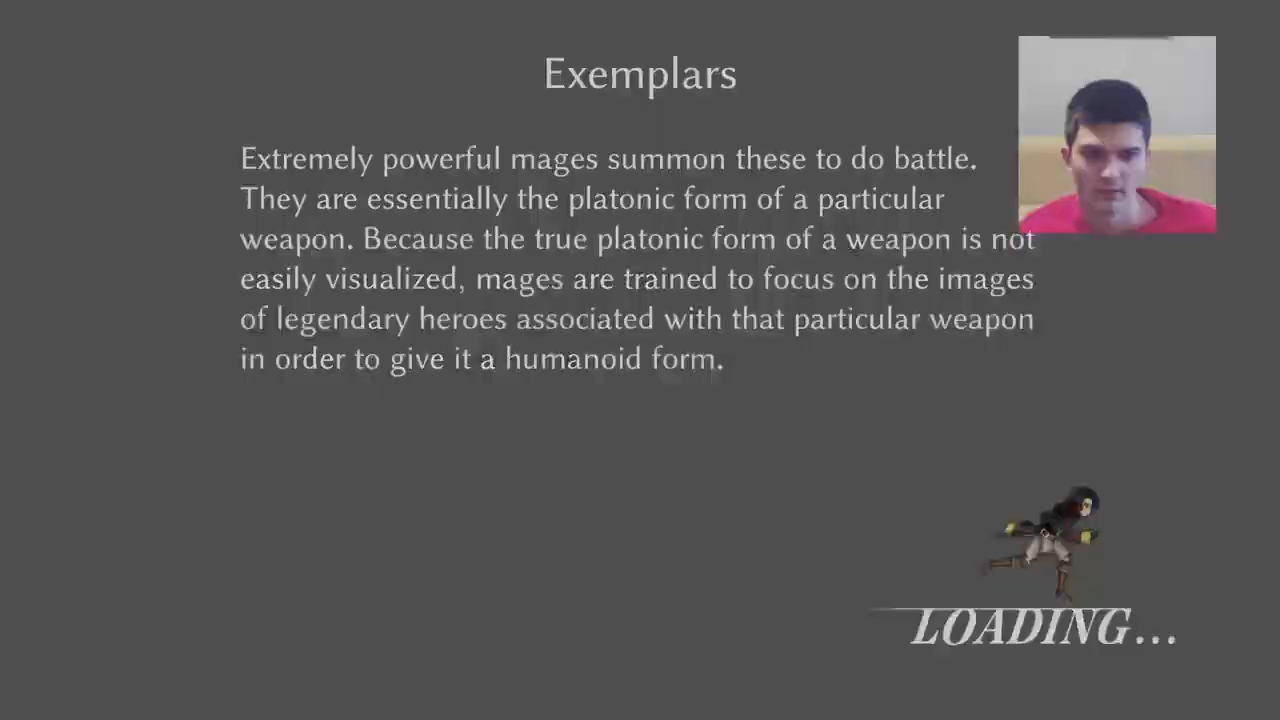 Exemplars
Extremely powerful mages summon these to do battle.
They are essentially the platonic form of a particular
weapon. Because the true platonic form of a weapon is not
easily visualized, mages are trained to focus on the images
of legendary heroes associated with that particular weapon
in order to give it a humanoid form.
LOADING...